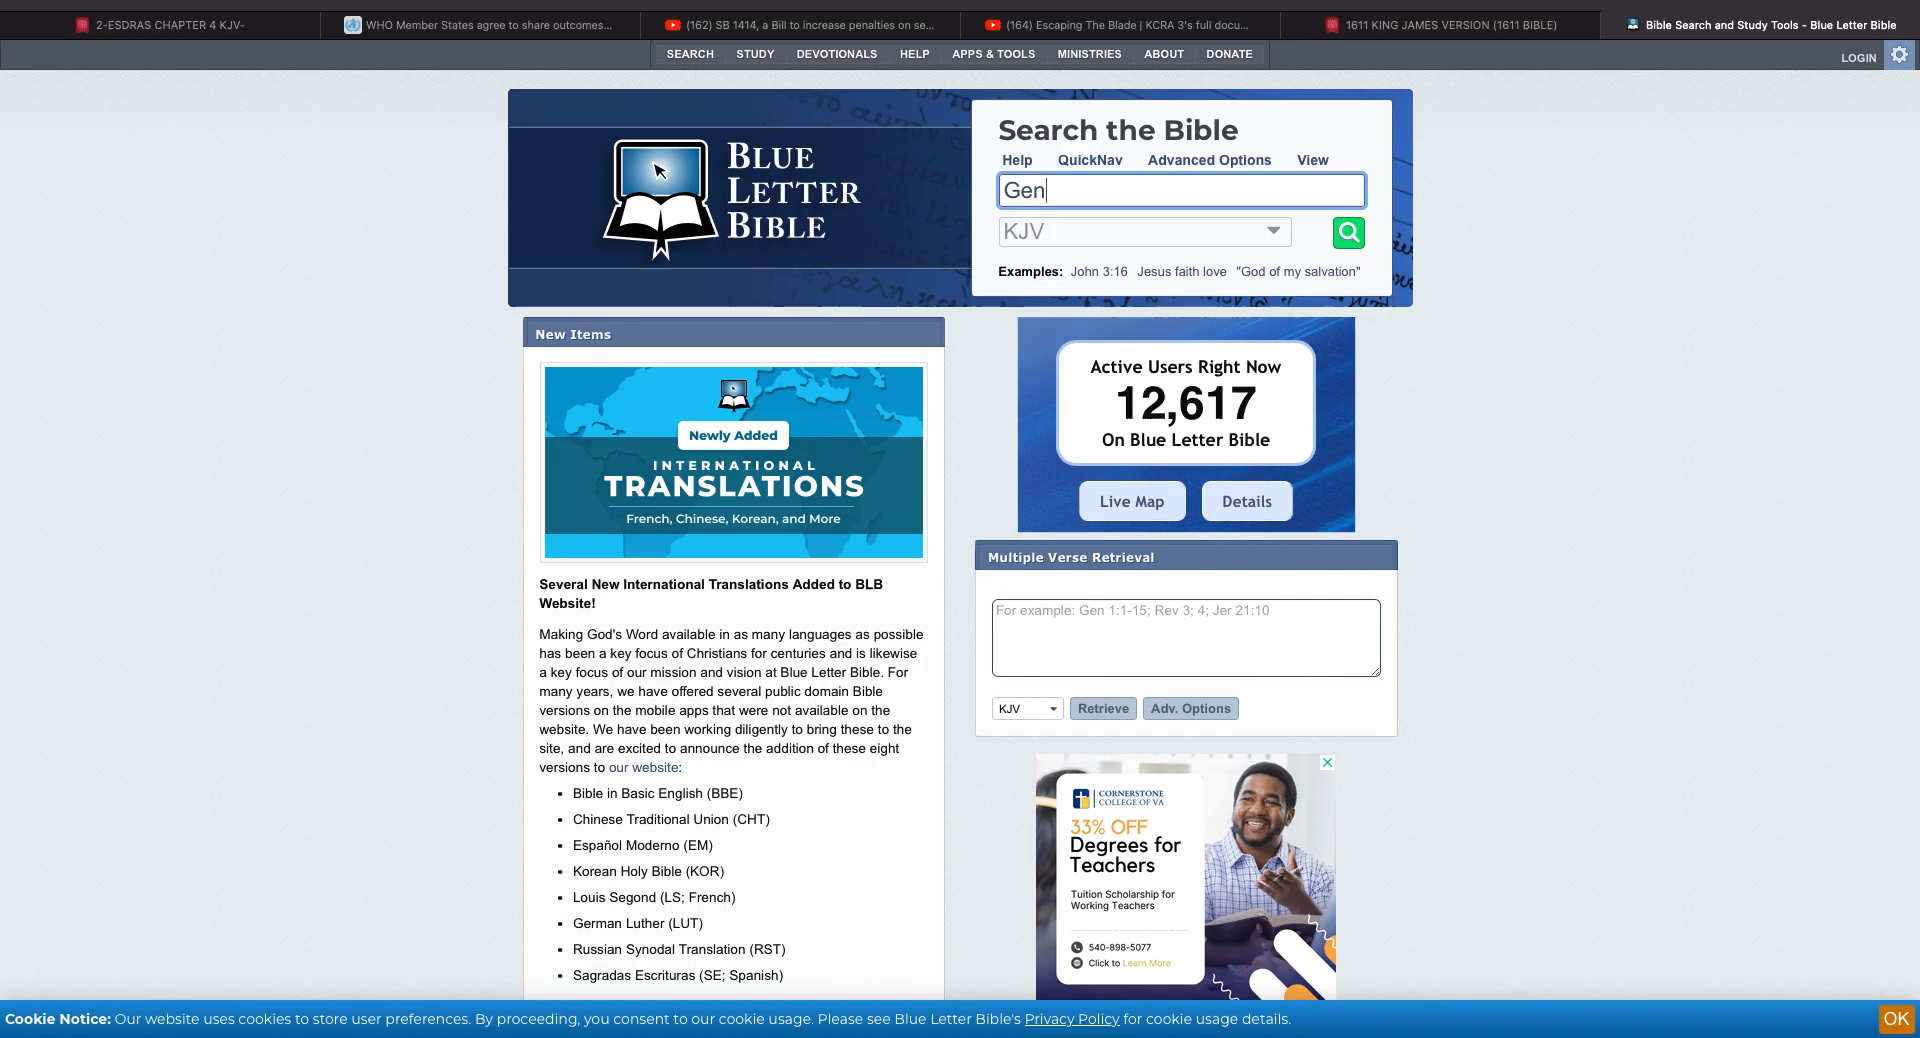 2-ESDRAS CHAPTER 4 KJV-
WHO Member States agree to share outcomes...
(162) SB 1414, a Bill to increase penalties on se...
(164) Escaping The Blade | KCRA 3's full docu...
1611 KING JAMES VERSION (1611 BIBLE)
Bible Search and Study Tools - Blue Letter Bible
SEARCH STUDY DEVOTIONALS HELP APPS & TOOLS MINISTRIES ABOUT DONATE
LOGIN
BLUE
LETTER
BIBLE
Search the Bible
Help QuickNav Advanced Options View
Gen
KJV
Examples: John 3:16 Jesus faith love "God of my salvation"
New Items
Newly Added
INTERNATIONAL
TRANSLATIONS
French, Chinese, Korean, and More
Several New International Translations Added to BLB
Website!
Making God's Word available in as many languages as possible
has been a key focus of Christians for centuries and is likewise
a key focus of our mission and vision at Blue Letter Bible. For
many years, we have offered several public domain Bible
versions on the mobile apps that were not available on the
website. We have been working diligently to bring these to the
site, and are excited to announce the addition of these eight
versions to our website:
• Bible in Basic English (BBE)
• Chinese Traditional Union (CHT)
• Español Moderno (EM)
• Korean Holy Bible (KOR)
• Louis Segond (LS; French)
• German Luther (LUT)
• Russian Synodal Translation (RST)
• Sagradas Escrituras (SE; Spanish)
Active Users Right Now
12,617
On Blue Letter Bible
Live Map Details
Multiple Verse Retrieval
For example: Gen 1:1-15; Rev 3; 4; Jer 21:10
KJV Retrieve Adv. Options
CORNERSTONE
COLLEGE OF VA
33% OFF
Degrees for
Teachers
Tuition Scholarship for
Working Teachers
540-898-5077
Click to Learn More
Cookie Notice: Our website uses cookies to store user preferences. By proceeding, you consent to our cookie usage. Please see Blue Letter Bible's Privacy Policy for cookie usage details.
OK